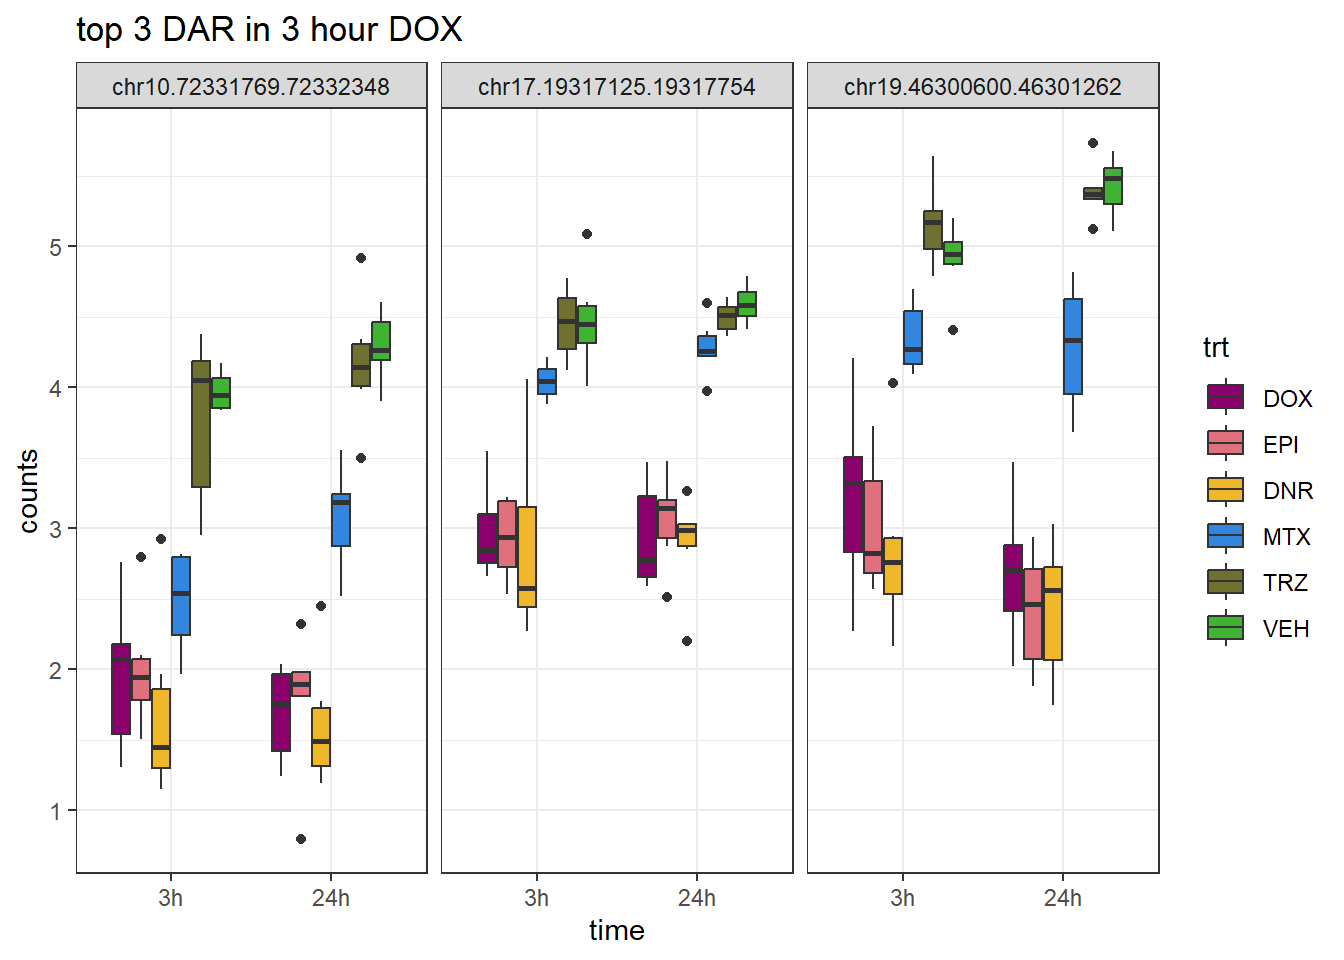 top 3 DAR in 3 hour DOX
chr10.72331769.72332348
chr17.19317125.19317754
chr19.46300600.46301262
counts
5
4
3
2
1
3h
24h
3h
24h
3h
24h
time
trt
DOX
EPI
DNR
MTX
TRZ
VEH